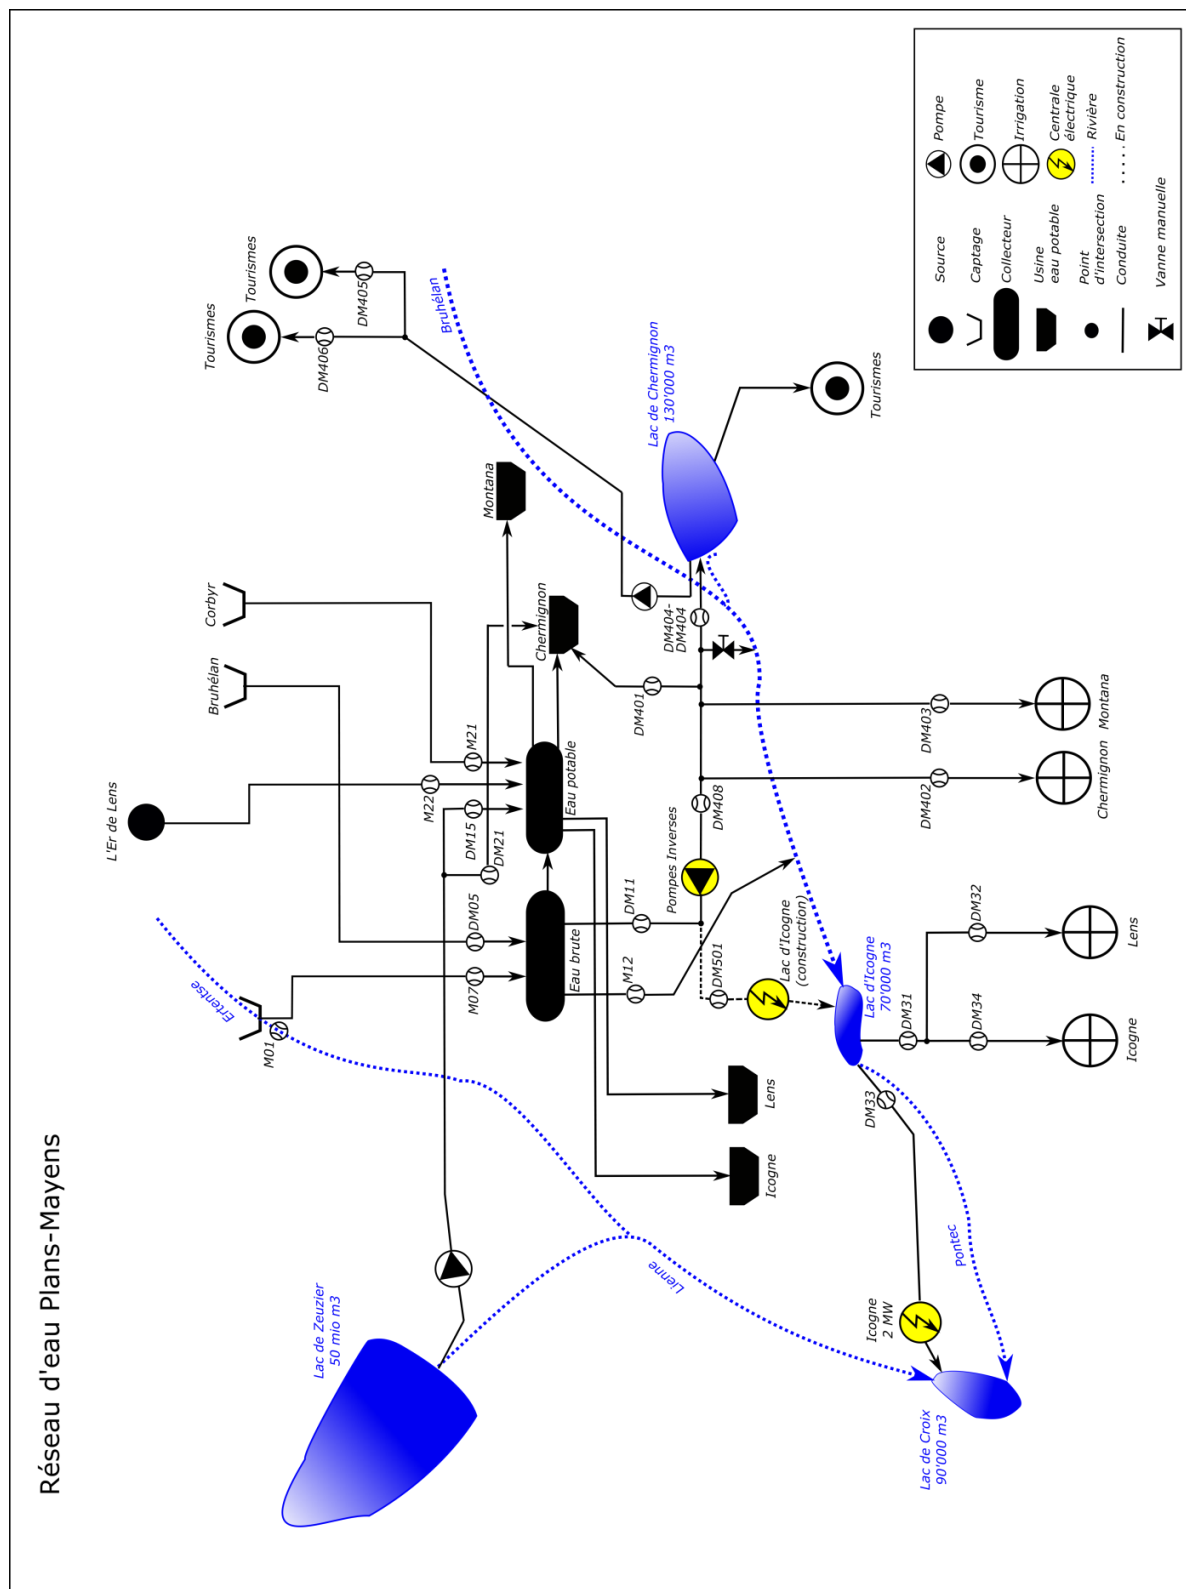 Réseau d'eau Plans-Mayens
Lac de Zeuzier
50 mio m3
Ertentse
M01
L'Er de Lens
Bruhélan
Corbyr
Tourismes
Tourismes
DM406
DM405
Bruhélan
M07
DM05
DM15
DM21
M22
M21
Montana
Chermignon
Eau brute
Eau potable
Lac de Chermignon
130'000 m3
Tourismes
Lienne
Icogne
Lens
M12
DM11
Pompes Inverses
DM408
DM401
DM404-
DM404
DM501
Lac d'Icogne
(construction)
Lac d'Icogne
70'000 m3
DM33
DM31
DM34
DM32
DM402
DM403
Icogne
2 MW
Pontec
Lac de Croix
90'000 m3
Icogne
Lens
Chermignon
Montana
Source
Captage
Collecteur
Usine
eau potable
Point
d'intersection
Conduite
Vanne manuelle
Pompe
Tourisme
Irrigation
Centrale
électrique
Rivière
En construction